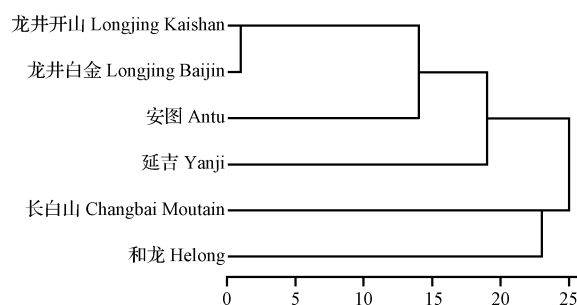 龙井开山 Longjing Kaishan
龙井白金 Longjing Baijin
安图 Antu
延吉 Yanji
长白山 Changbai Moutain
和龙 Helong
0 5 10 15 20 25